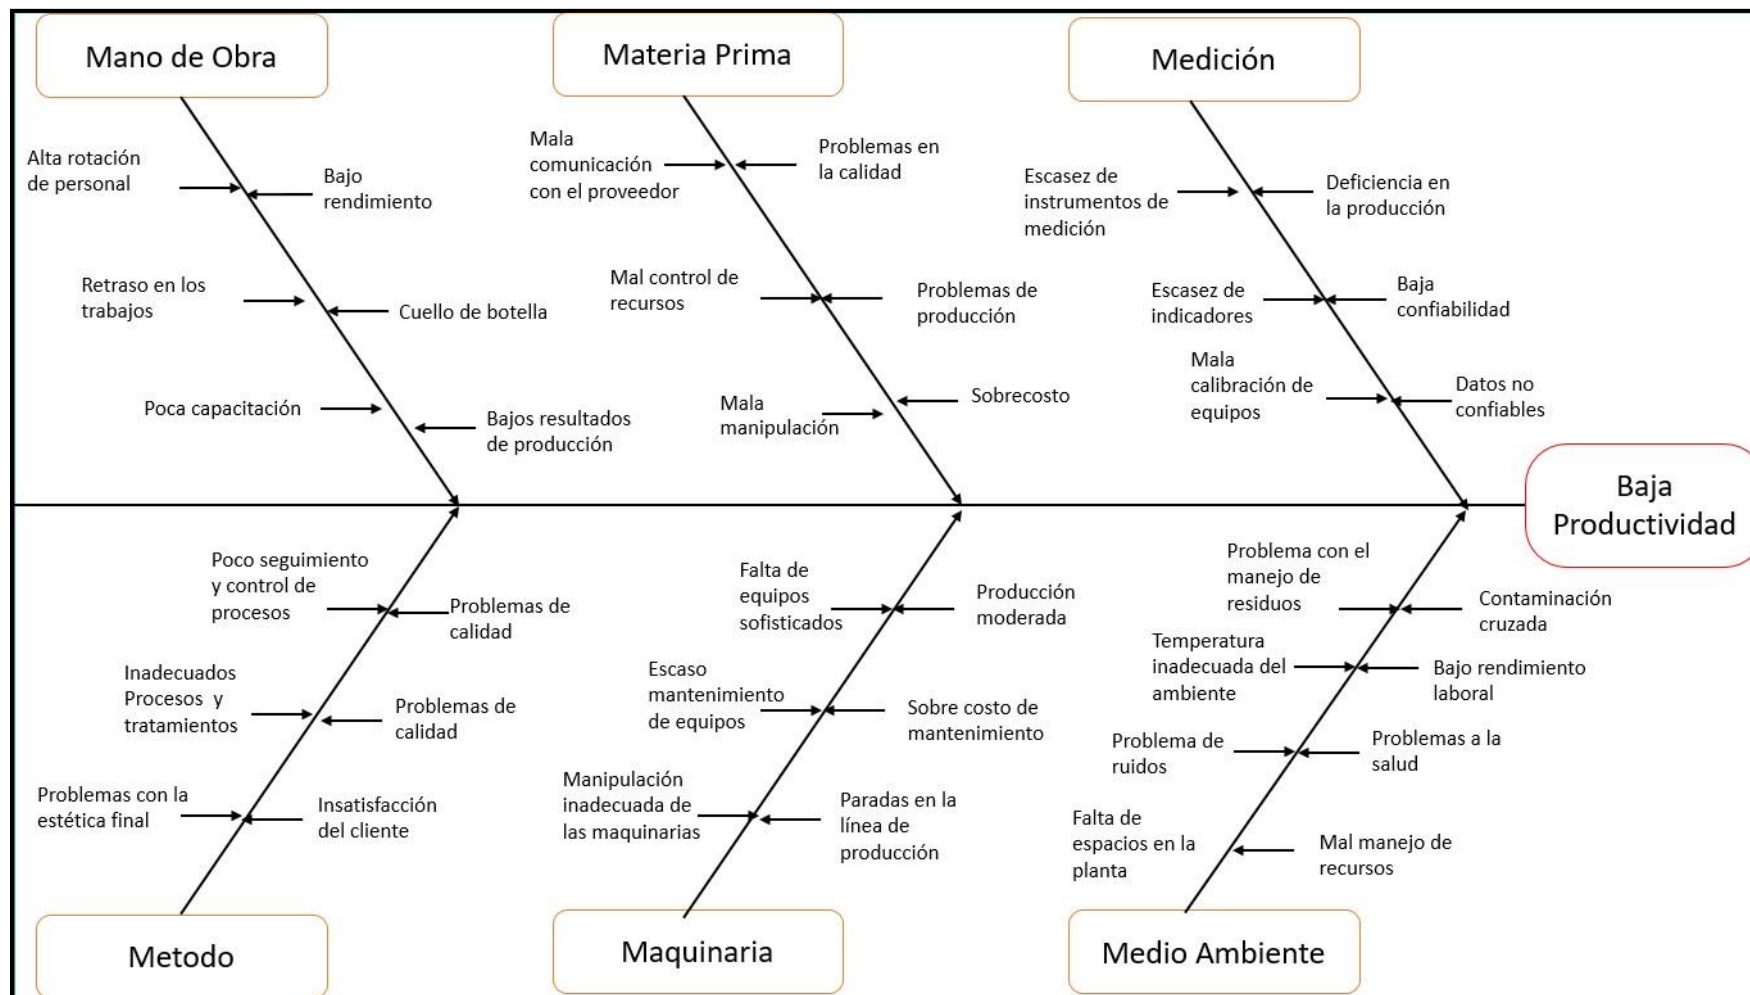 Mano de Obra
Materia Prima
Medición
Alta rotación
de personal
Bajo
rendimiento
Retraso en los
trabajos
Cuello de botella
Poca capacitación
Bajos resultados
de producción
Mala
comunicación
con el proveedor
Problemas en
la calidad
Mal control de
recursos
Problemas de
producción
Mala
manipulación
Sobrecosto
Escasez de
instrumentos de
medición
Deficiencia en
la producción
Escasez de
indicadores
Baja
confiabilidad
Mala
calibración de
equipos
Datos no
confiables
Baja
Productividad
Poco seguimiento
y control de
procesos
Problemas de
calidad
Inadecuados
Procesos y
tratamientos
Problemas de
calidad
Problemas con la
estética final
Insatisfacción
del cliente
Falta de
equipos
sofisticados
Producción
moderada
Escaso
mantenimiento
de equipos
Sobre costo de
mantenimiento
Manipulación
inadecuada de
las maquinarias
Paradas en la
línea de
producción
Problema con el
manejo de
residuos
Contaminación
cruzada
Temperatura
inadecuada del
ambiente
Bajo rendimiento
laboral
Problema de
ruidos
Problemas a la
salud
Falta de
espacios en la
planta
Mal manejo de
recursos
Metodo
Maquinaria
Medio Ambiente